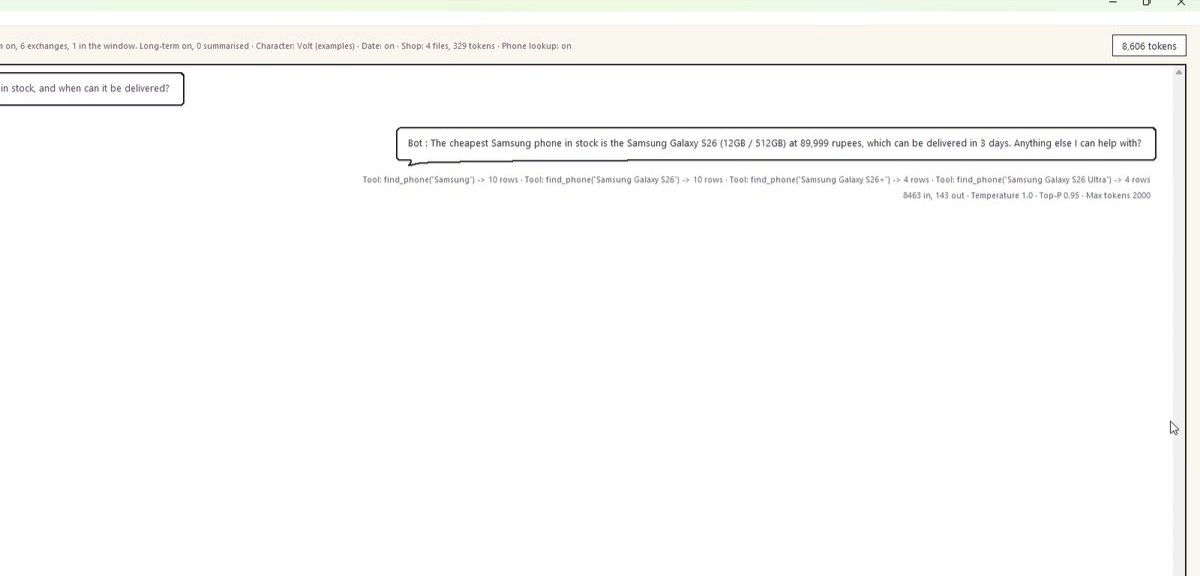 on, 6 exchanges, 1 in the window. Long-term on, 0 summarised · Character: Volt (examples) · Date: on · Shop: 4 files, 329 tokens · Phone lookup: on
8,606 tokens
in stock, and when can it be delivered?
Bot : The cheapest Samsung phone in stock is the Samsung Galaxy S26 (12GB / 512GB) at 89,999 rupees, which can be delivered in 3 days. Anything else I can help with?
Tool: find_phone('Samsung') -> 10 rows · Tool: find_phone('Samsung Galaxy S26') -> 10 rows · Tool: find_phone('Samsung Galaxy S26+') -> 4 rows · Tool: find_phone('Samsung Galaxy S26 Ultra') -> 4 rows
8463 in, 143 out · Temperature 1.0 · Top-P 0.95 · Max tokens 2000